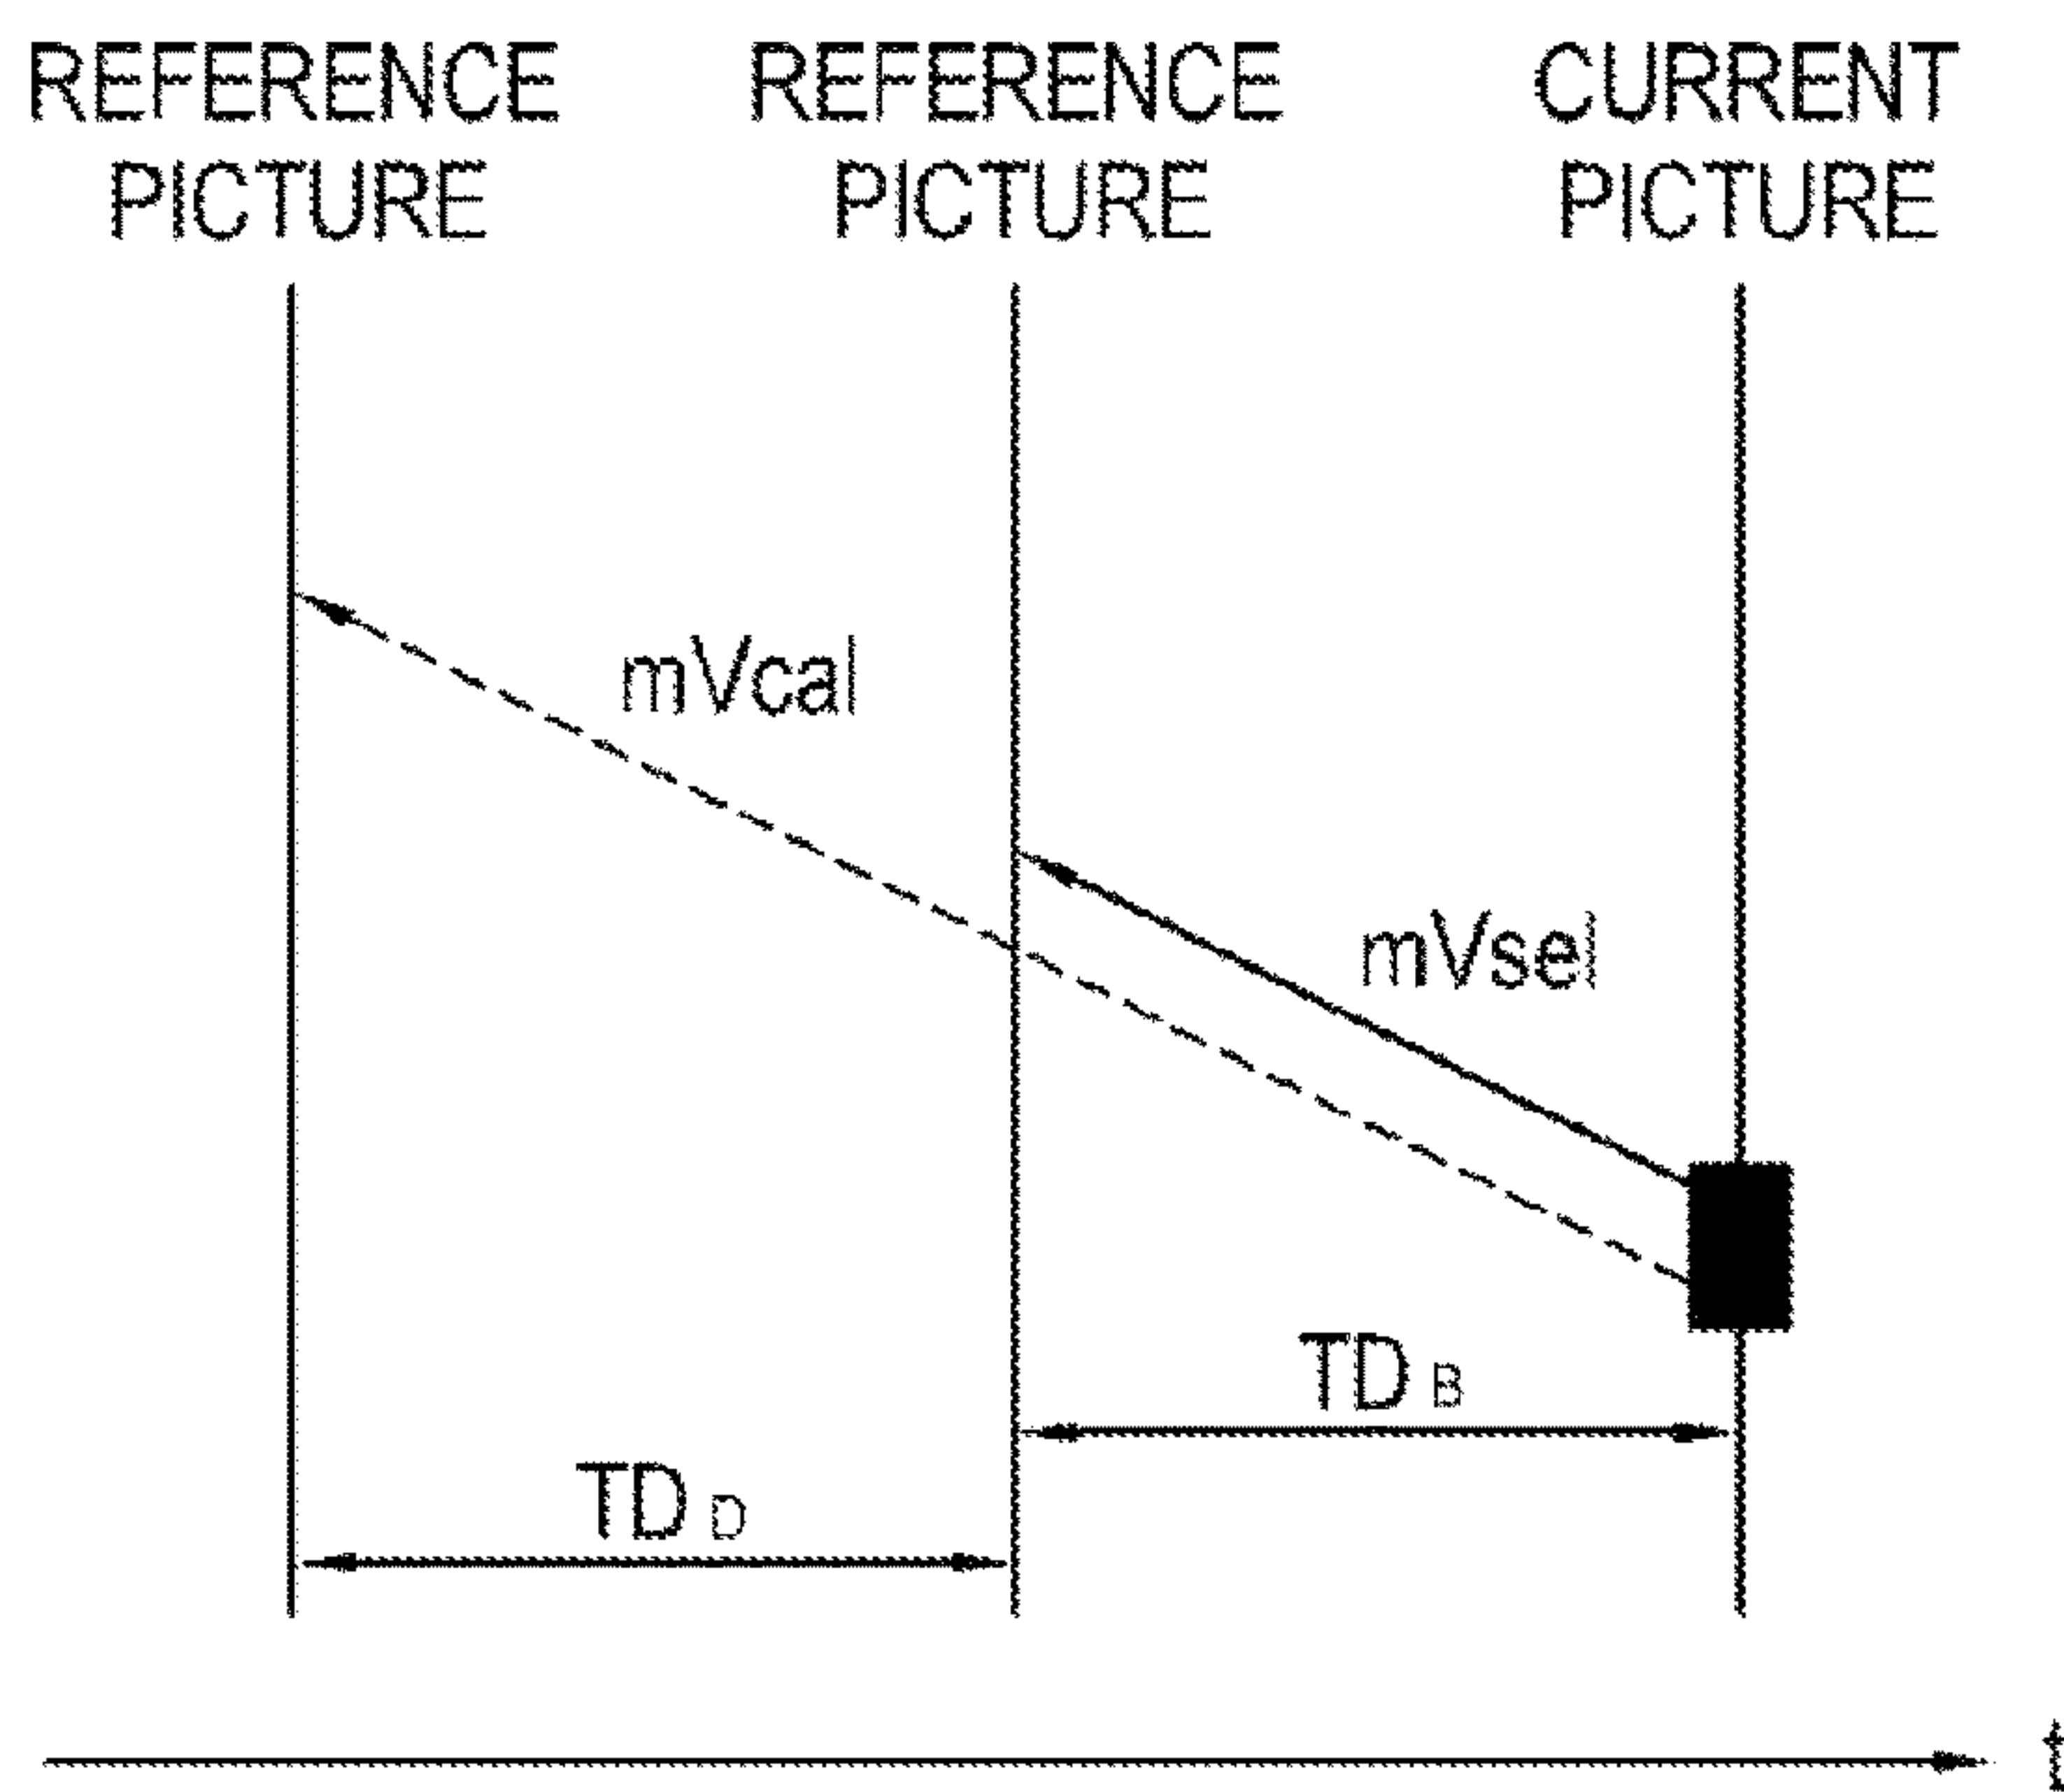 REFERENCE PICTURE
REFERENCE PICTURE
CURRENT PICTURE
mVcal
mVsel
TD B
TD D
t